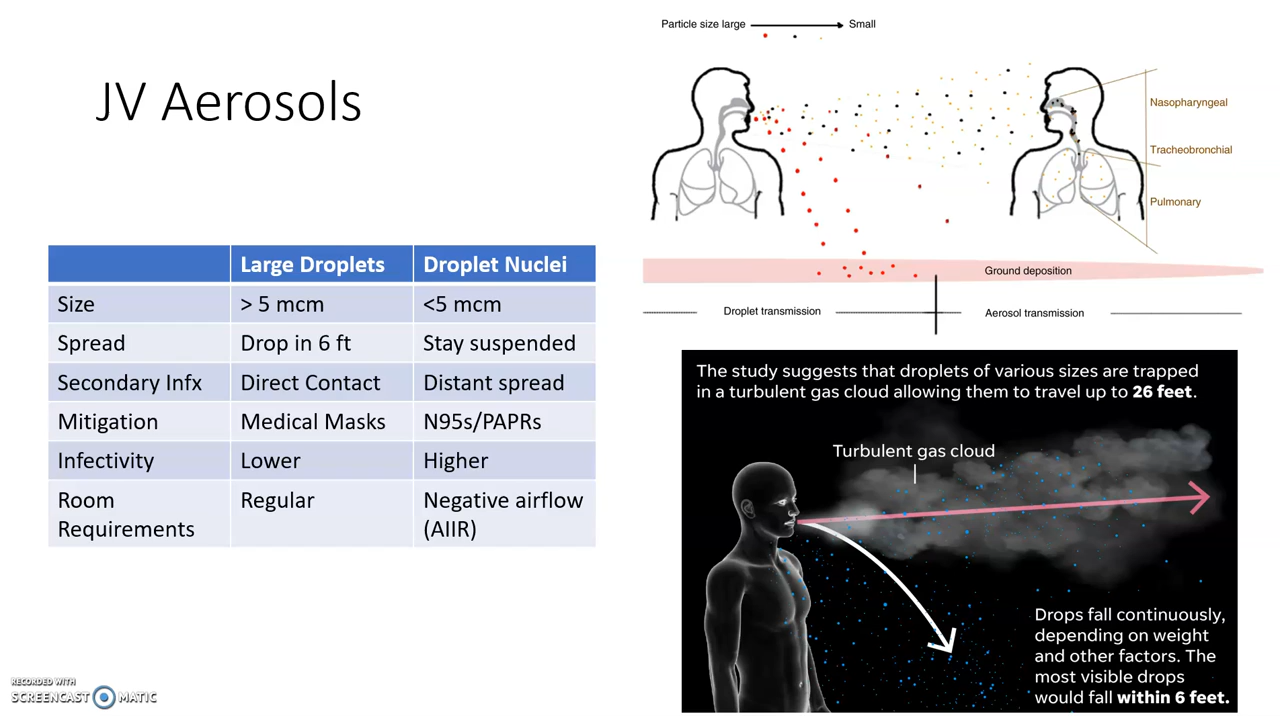 JV Aerosols
Large Droplets Droplet Nuclei
Size > 5 mcm <5 mcm
Spread Drop in 6 ft Stay suspended
Secondary Infx Direct Contact Distant spread
Mitigation Medical Masks N95s/PAPRs
Infectivity Lower Higher
Room Regular Negative airflow
Requirements (AIIR)
Particle size large Small
Nasopharyngeal
Tracheobronchial
Pulmonary
Ground deposition
Droplet transmission Aerosol transmission
The study suggests that droplets of various sizes are trapped
in a turbulent gas cloud allowing them to travel up to 26 feet.
Turbulent gas cloud
Drops fall continuously,
depending on weight
and other factors. The
most visible drops
would fall within 6 feet.
RECORDED WITH
SCREENCAST MATIC